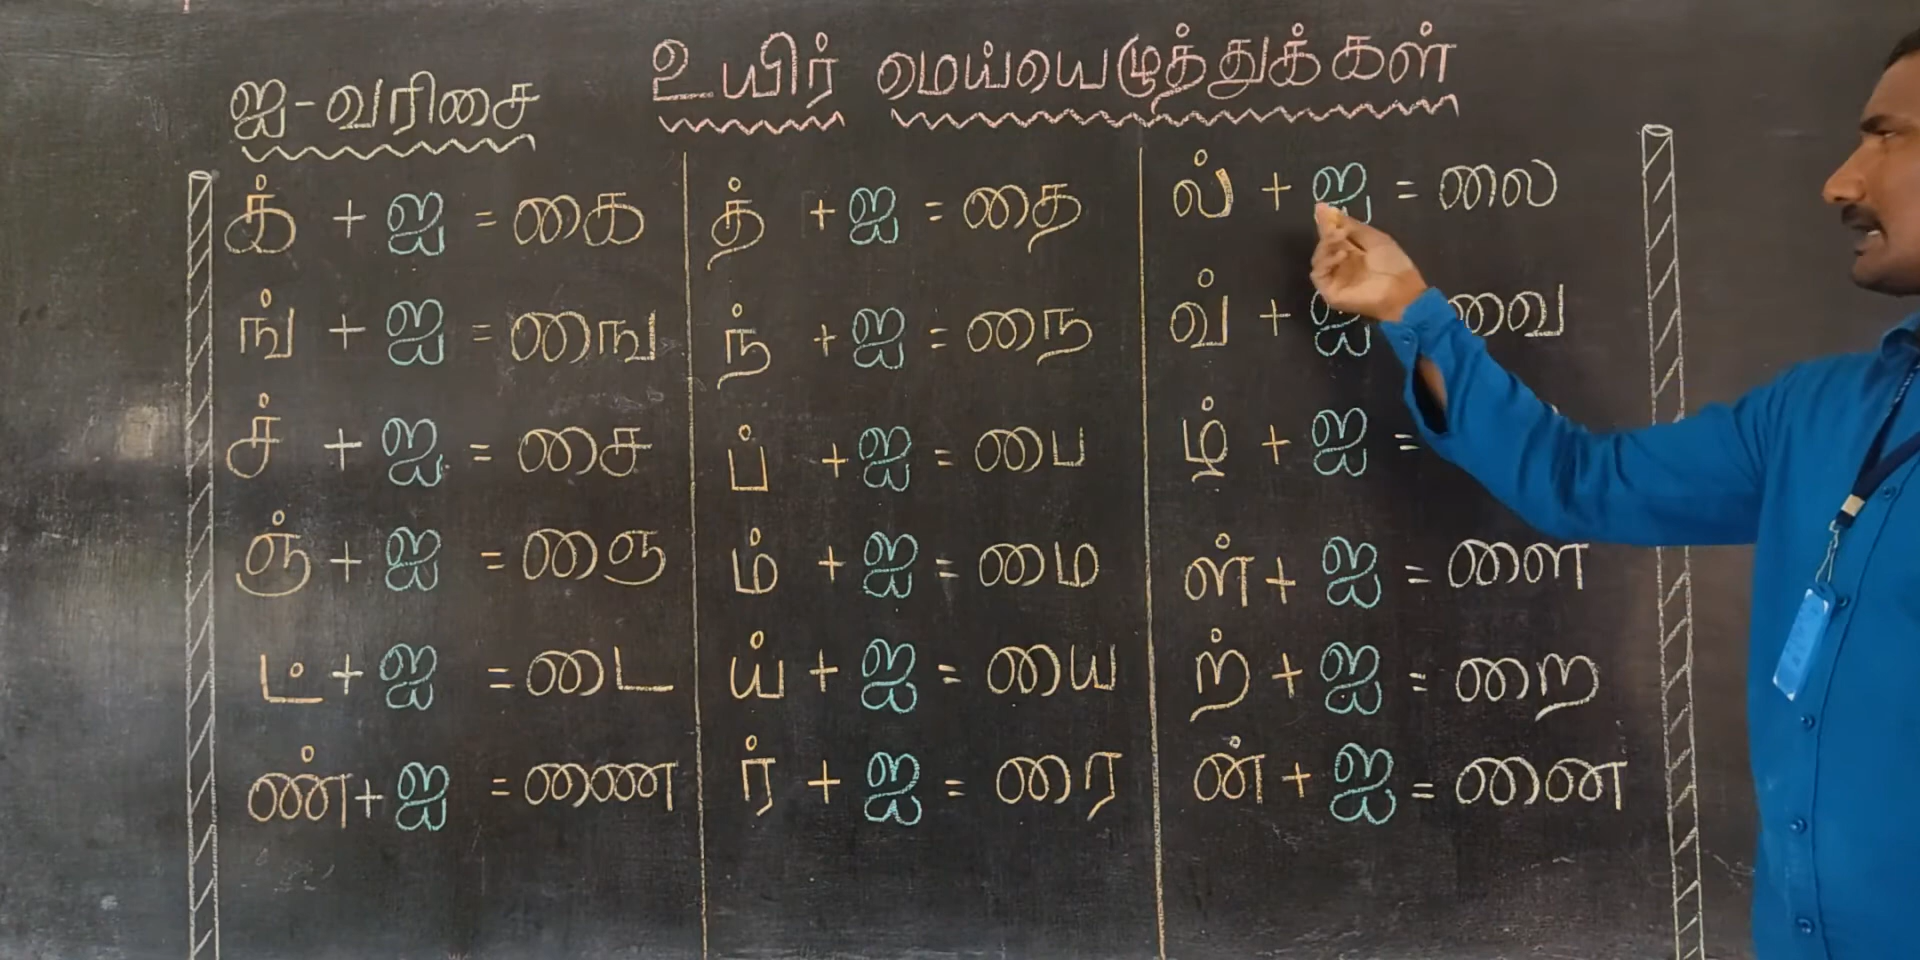 ஐ-வரிசை
உயிர் மெய்யெழுத்துக்கள்
க் + ஐ = கை
ங் + ஐ = ஙை
ச் + ஐ = சை
ஞ் + ஐ = ஞை
ட் + ஐ = டை
ண் + ஐ = ணை
த் + ஐ = தை
ந் + ஐ = நை
ப் + ஐ = பை
ம் + ஐ = மை
ய் + ஐ = யை
ர் + ஐ = ரை
ல் + ஐ = லை
வ் + ஐ வை
ழ் + ஐ =
ள் + ஐ = ளை
ற் + ஐ = றை
ன் + ஐ = னை